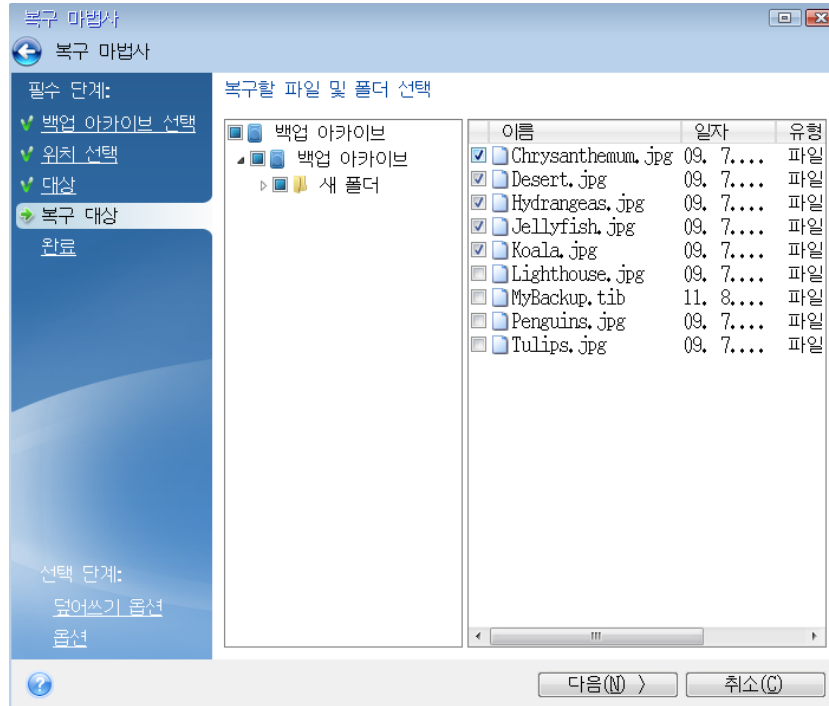 복구 마법사
복구 마법사
필수 단계:
백업 아카이브 선택
위치 선택
대상
복구 대상
완료
선택 단계:
덮어쓰기 옵션
옵션
복구할 파일 및 폴더 선택
백업 아카이브
백업 아카이브
새 폴더
이름 일자 유형
Chrysanthemum.jpg 09. 7.... 파일
Desert.jpg 09. 7.... 파일
Hydrangeas.jpg 09. 7.... 파일
Jellyfish.jpg 09. 7.... 파일
Koala.jpg 09. 7.... 파일
Lighthouse.jpg 09. 7.... 파일
MyBackup.tib 11. 8.... 파일
Penguins.jpg 09. 7.... 파일
Tulips.jpg 09. 7.... 파일
다음(N) 〉 취소(C)